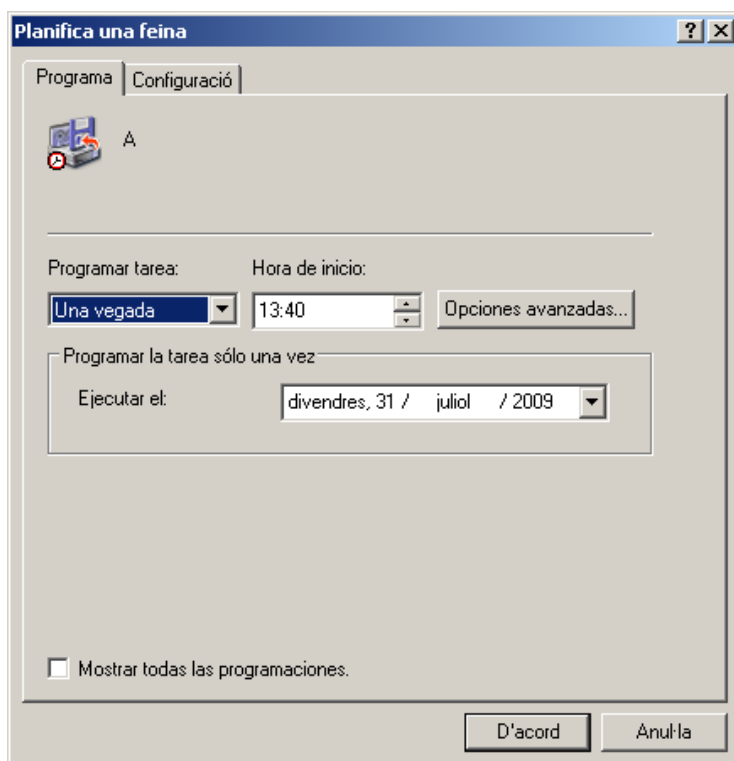 Planifica una feina
Programa Configuració
A
Programar tarea: Hora de inicio:
Una vegada 13:40 Opciones avanzadas...
Programar la tarea sólo una vez
Ejecutar el: divendres, 31 / juliol / 2009
Mostrar todas las programaciones.
D'acord Anul·la